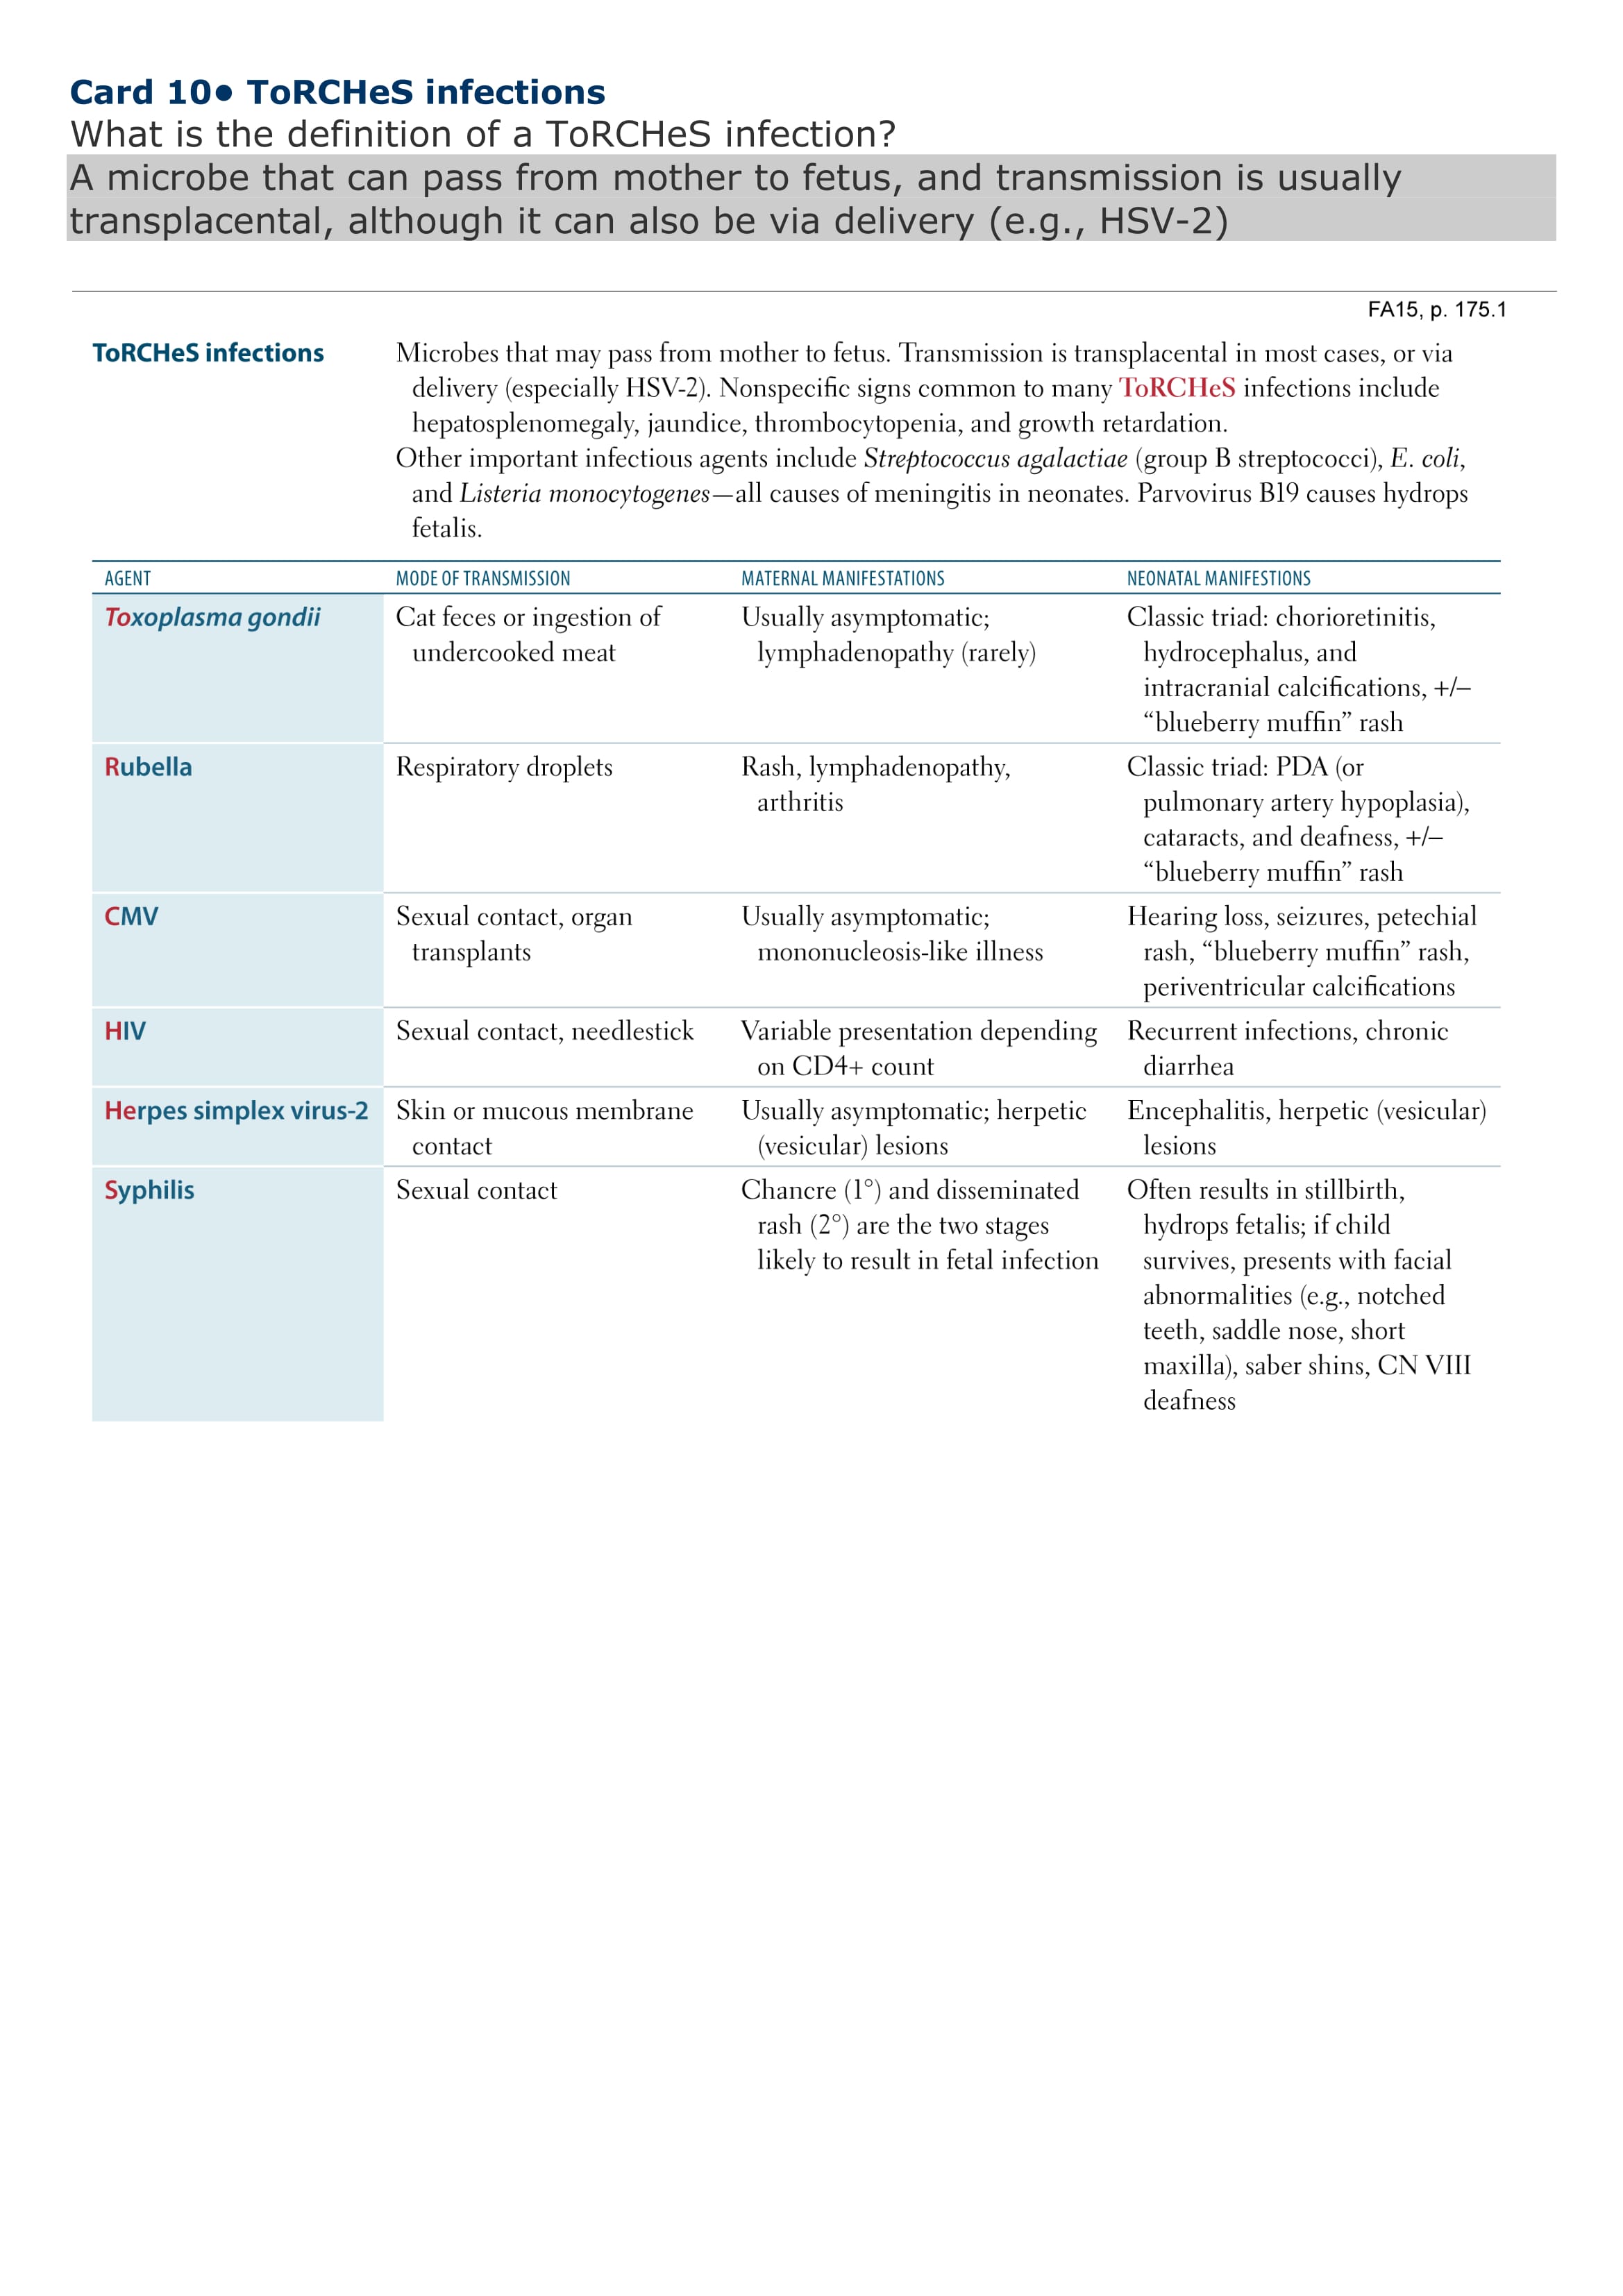 Card 10● ToRCHeS infections
What is the definition of a ToRCHeS infection?
A microbe that can pass from mother to fetus, and transmission is usually
transplacental, although it can also be via delivery (e.g., HSV-2)
FA15, p. 175.1
ToRCHeS infections
Microbes that may pass from mother to fetus. Transmission is transplacental in most cases, or via
delivery (especially HSV-2). Nonspecific signs common to many ToRCHeS infections include
hepatosplenomegaly, jaundice, thrombocytopenia, and growth retardation.
Other important infectious agents include Streptococcus agalactiae (group B streptococci), E. coli,
and Listeria monocytogenes—all causes of meningitis in neonates. Parvovirus B19 causes hydrops
fetalis.
AGENT
MODE OF TRANSMISSION
MATERNAL MANIFESTATIONS
NEONATAL MANIFESTIONS
Toxoplasma gondii
Cat feces or ingestion of
undercooked meat
Usually asymptomatic;
lymphadenopathy (rarely)
Classic triad: chorioretinitis,
hydrocephalus, and
intracranial calcifications, +/–
“blueberry muffin” rash
Rubella
Respiratory droplets
Rash, lymphadenopathy,
arthritis
Classic triad: PDA (or
pulmonary artery hypoplasia),
cataracts, and deafness, +/–
“blueberry muffin” rash
CMV
Sexual contact, organ
transplants
Usually asymptomatic;
mononucleosis-like illness
Hearing loss, seizures, petechial
rash, “blueberry muffin” rash,
periventricular calcifications
HIV
Sexual contact, needlestick
Variable presentation depending
on CD4+ count
Recurrent infections, chronic
diarrhea
Herpes simplex virus-2
Skin or mucous membrane
contact
Usually asymptomatic; herpetic
(vesicular) lesions
Encephalitis, herpetic (vesicular)
lesions
Syphilis
Sexual contact
Chancre (1°) and disseminated
rash (2°) are the two stages
likely to result in fetal infection
Often results in stillbirth,
hydrops fetalis; if child
survives, presents with facial
abnormalities (e.g., notched
teeth, saddle nose, short
maxilla), saber shins, CN VIII
deafness